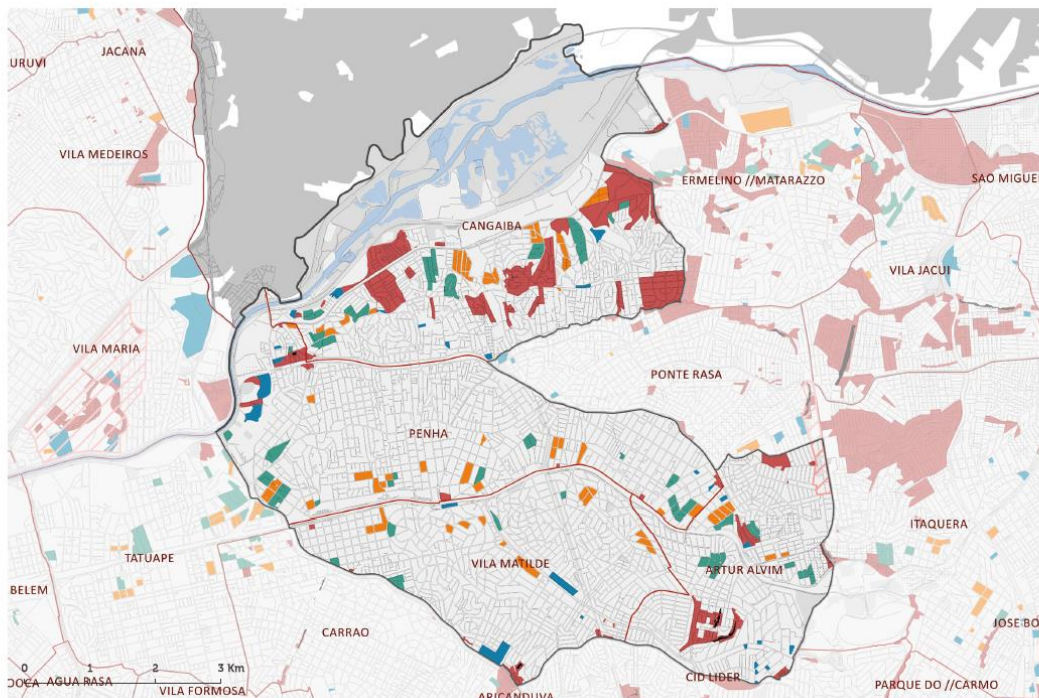 JACANA
URUVI
VILA MEDEIROS
ERMELINO //MATARAZZO
SAO MIGUE
CANGAIBA
VILA JACUI
VILA MARIA
PONTE RASA
PENHA
ITAQUERA
TATUAPE
VILA MATILDE
ARTUR ALVIM
BELEM
CARRAO
JOSE BO
0 1 2 3 Km
OOCA
AGUA RASA
VILA FORMOSA
ARICANDUVA
CID LIDER
PARQUE DO //CARMO